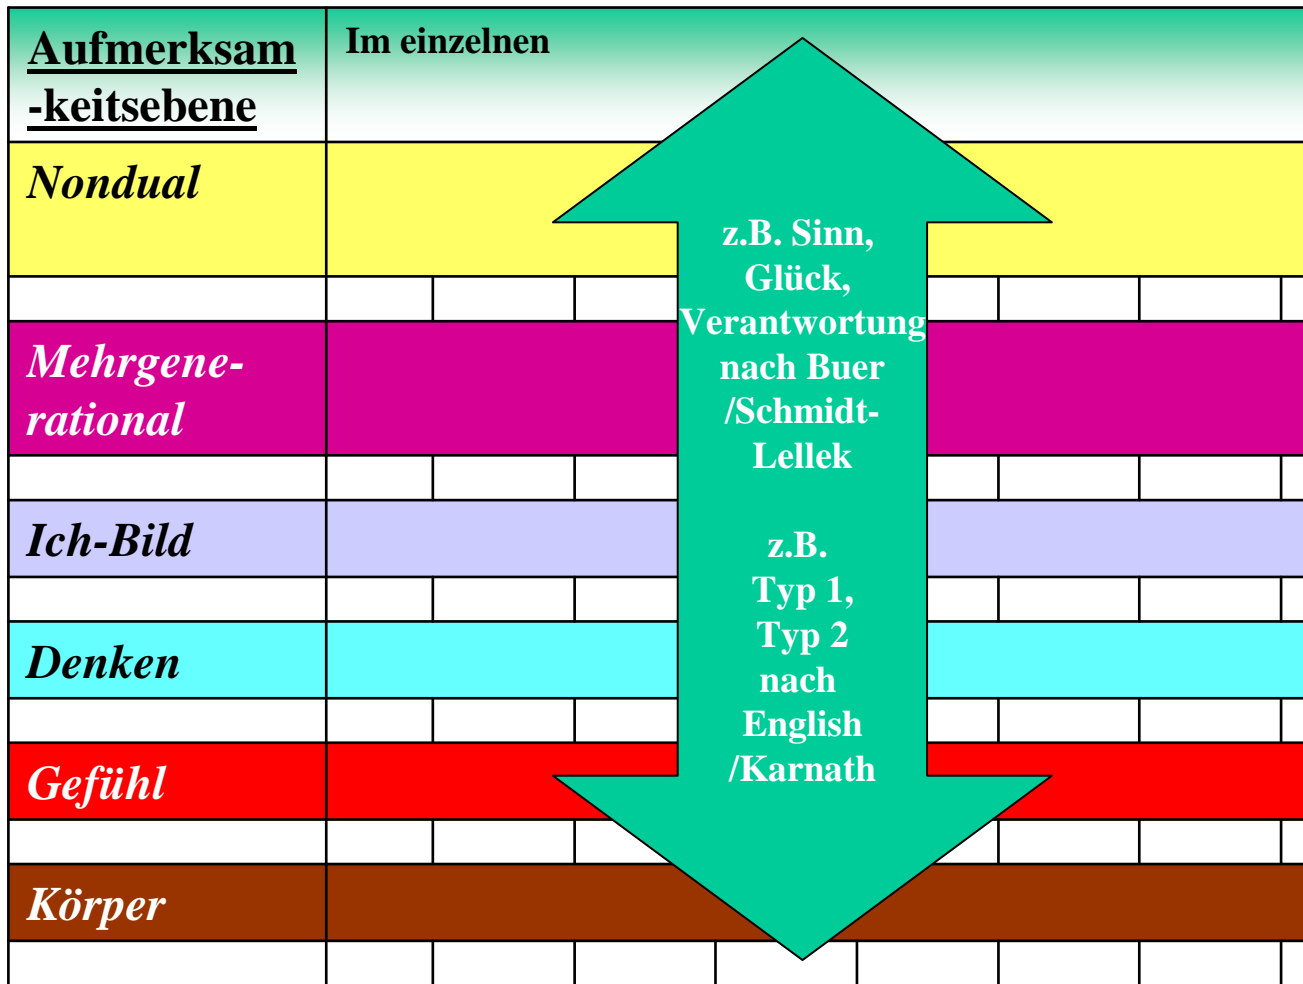 Aufmerksam
-keitsebene
Im einzelnen
Nondual
Mehrgene-
rational
Ich-Bild
Denken
Gefühl
Körper
z.B. Sinn,
Glück,
Verantwortung
nach Buer
/Schmidt-
Lellek
z.B.
Typ 1,
Typ 2
nach
English
/Karnath